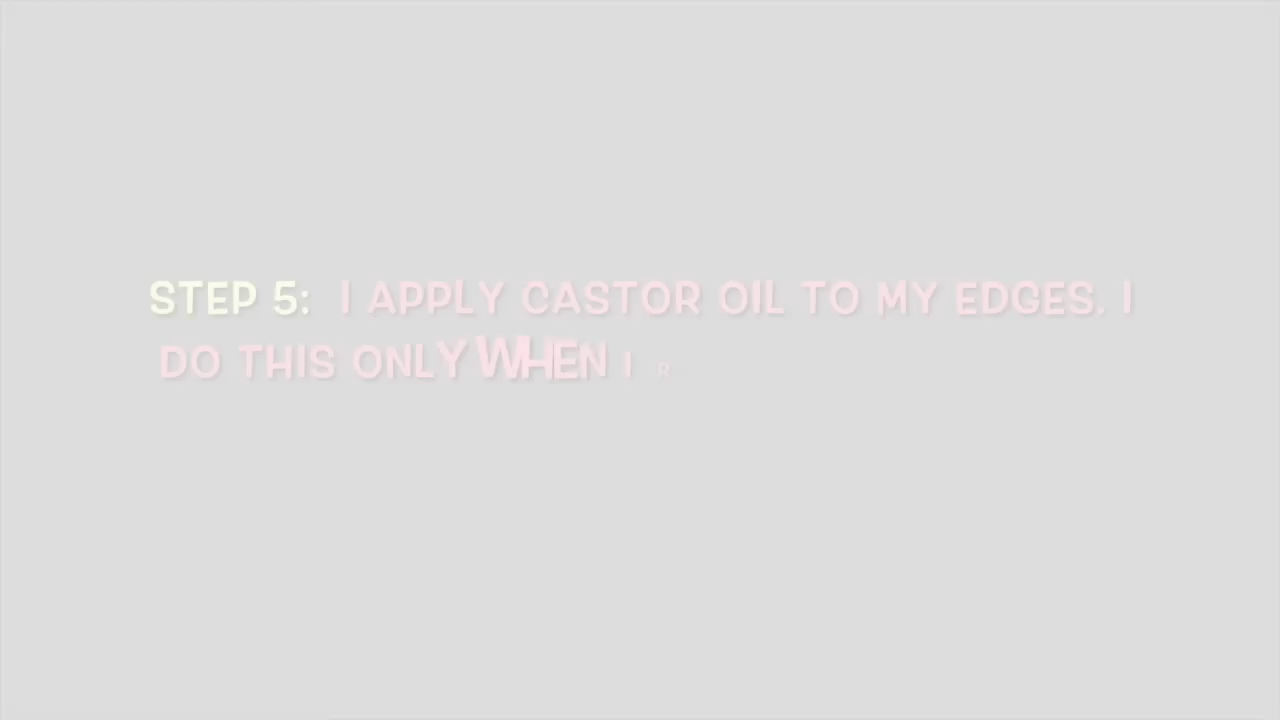 STEP 5: I APPLY CASTOR OIL TO MY EDGES. I
DO THIS ONLY WHEN I R